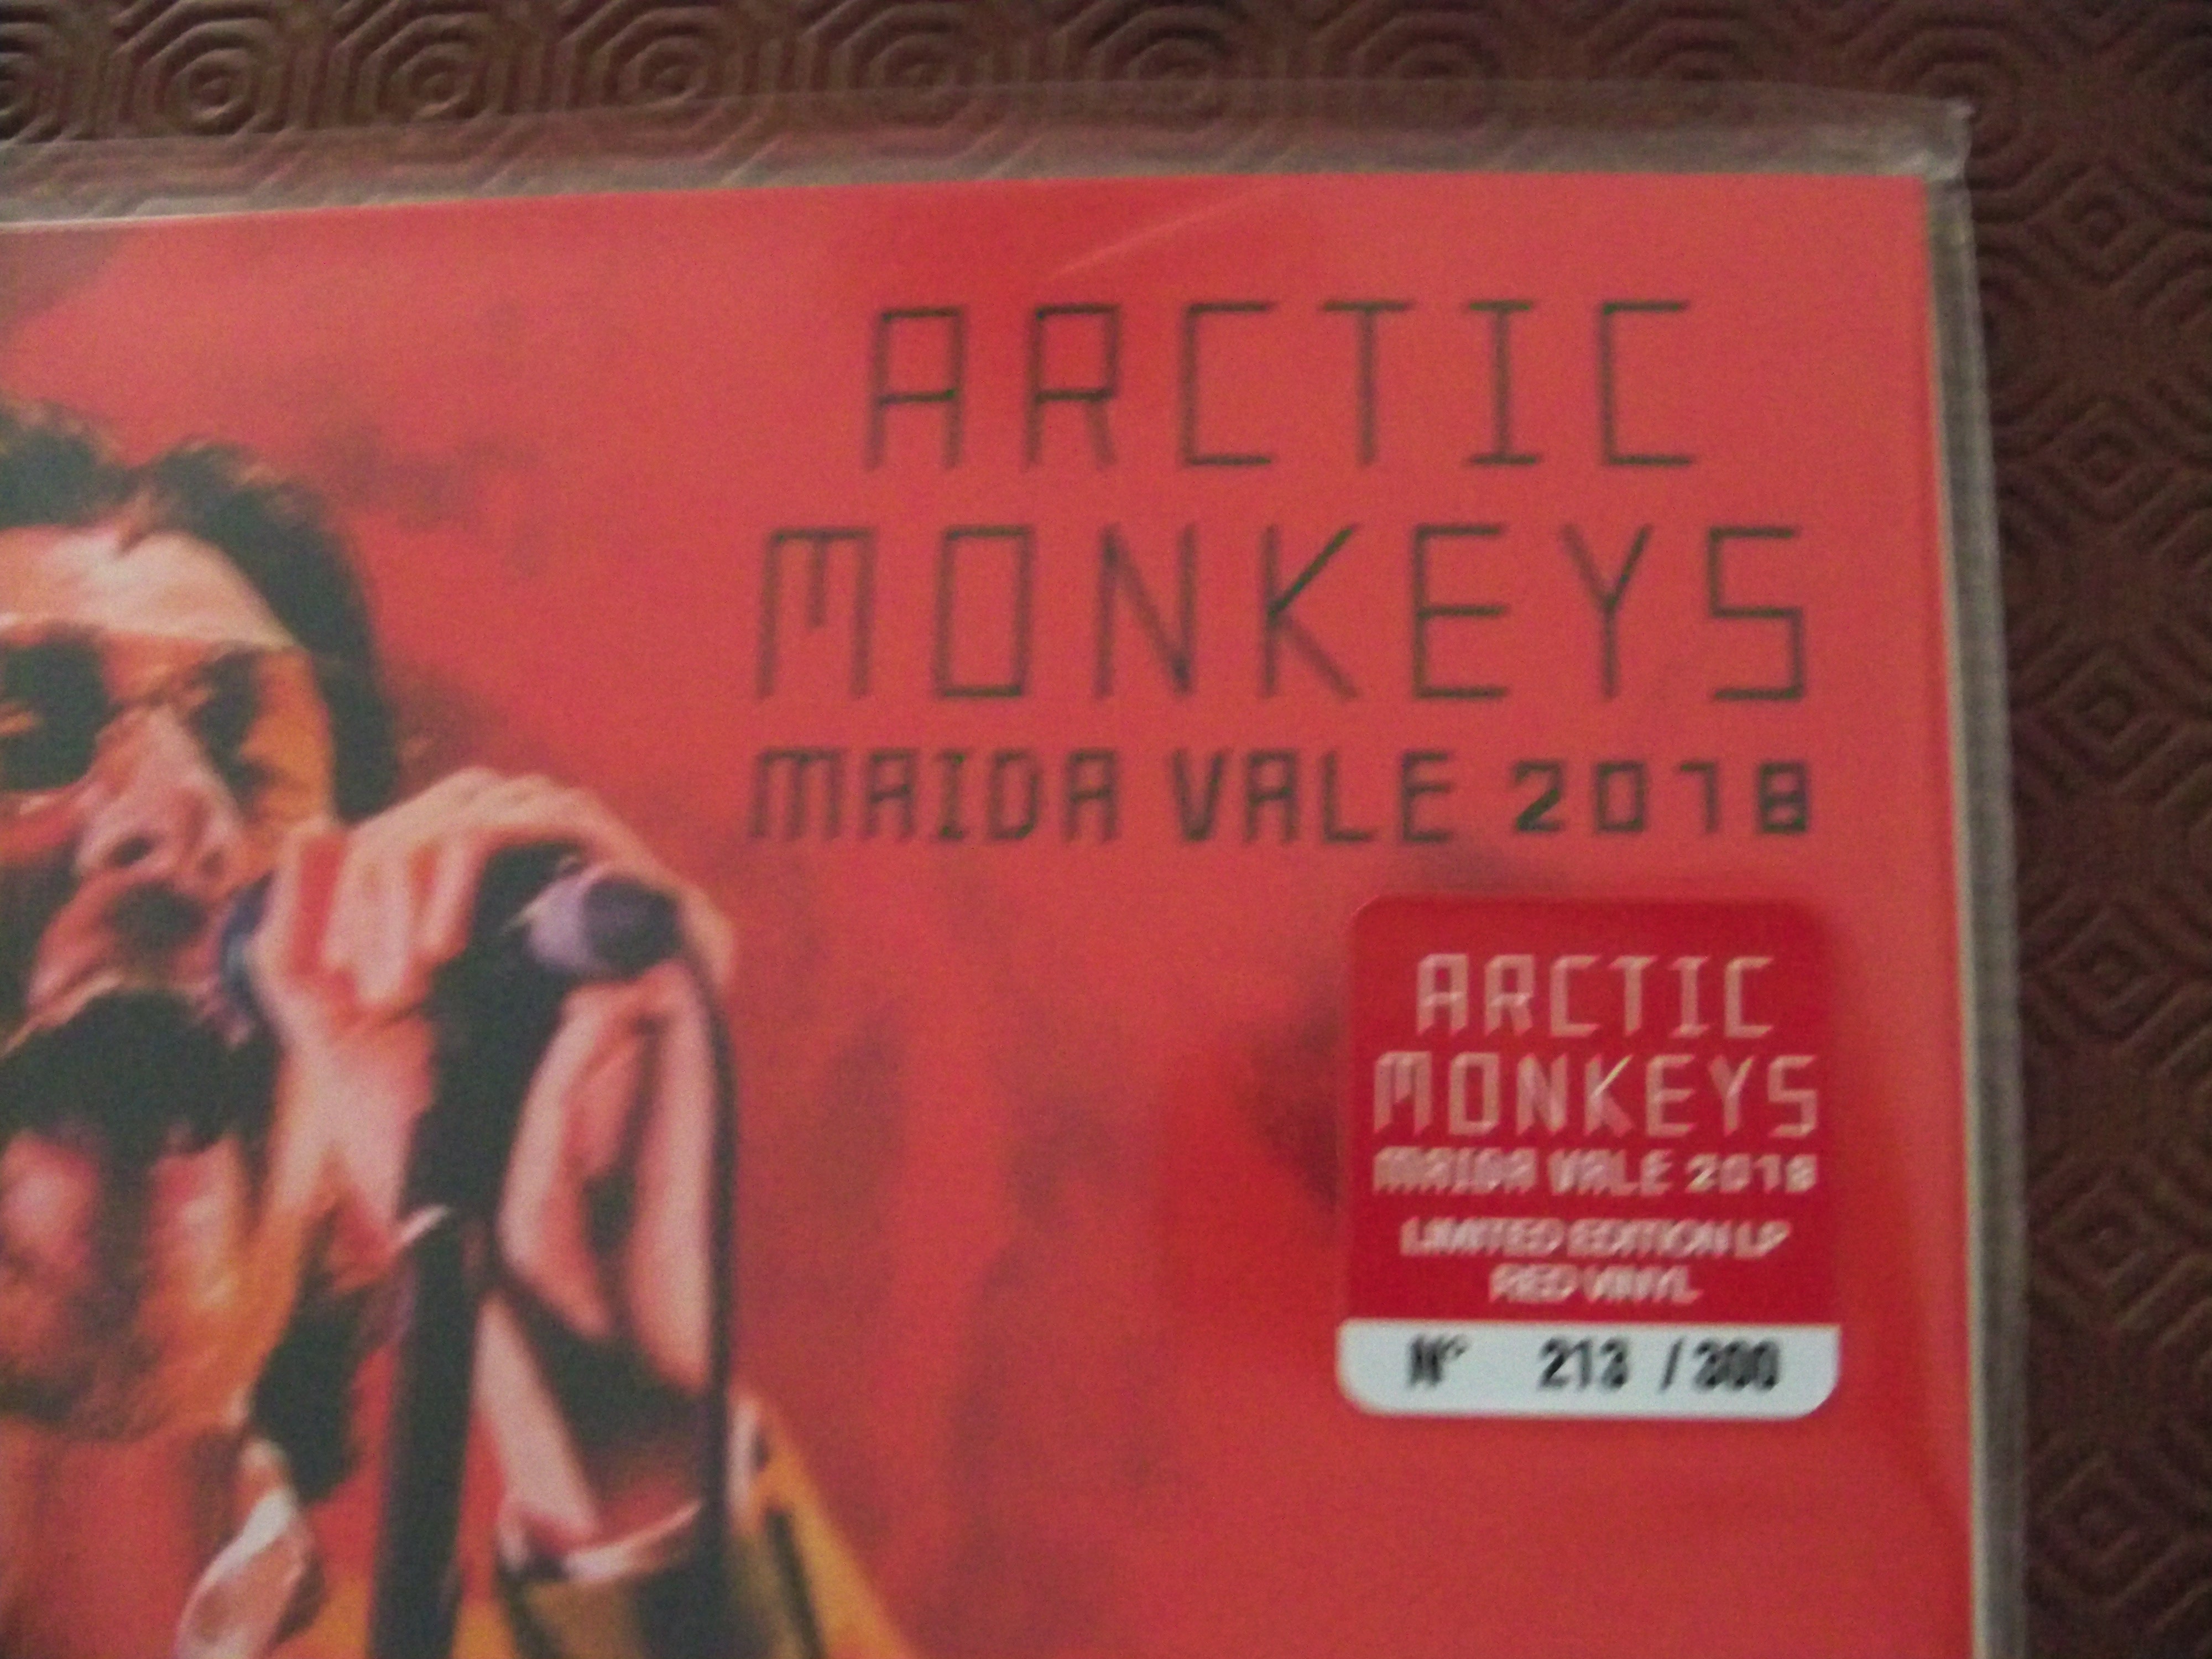 ARCTIC
MONKEYS
MAIDA VALE 2018
ARCTIC
MONKEYS
MAIDA VALE 2018
LIMITED EDITION LP
RED VINYL
N° 213 / 300